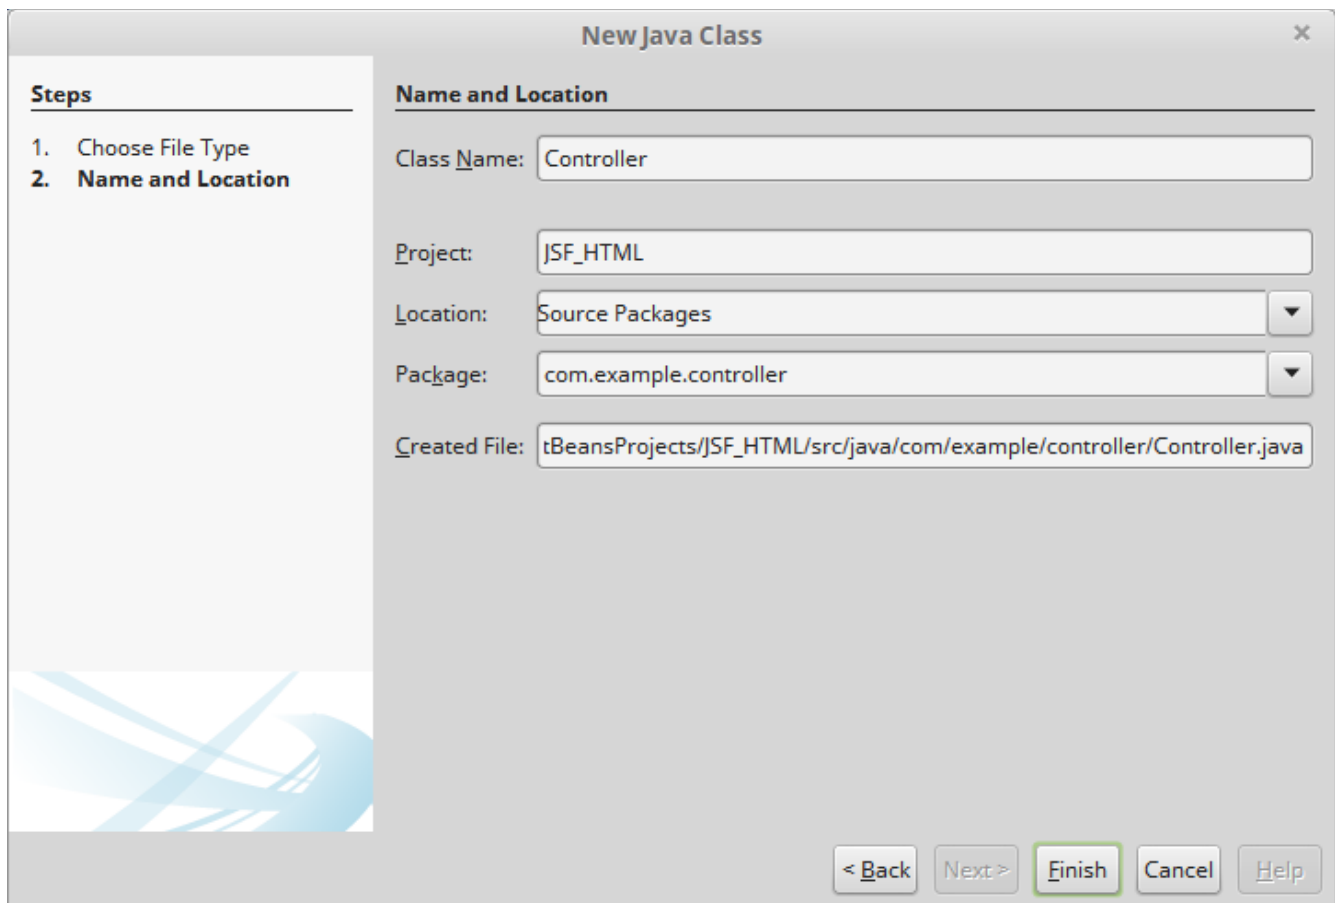 New Java Class
Steps
1. Choose File Type
2. Name and Location
Name and Location
Class Name: Controller
Project: JSF_HTML
Location: Source Packages
Package: com.example.controller
Created File: tBeansProjects/JSF_HTML/src/java/com/example/controller/Controller.java
< Back Next > Finish Cancel Help